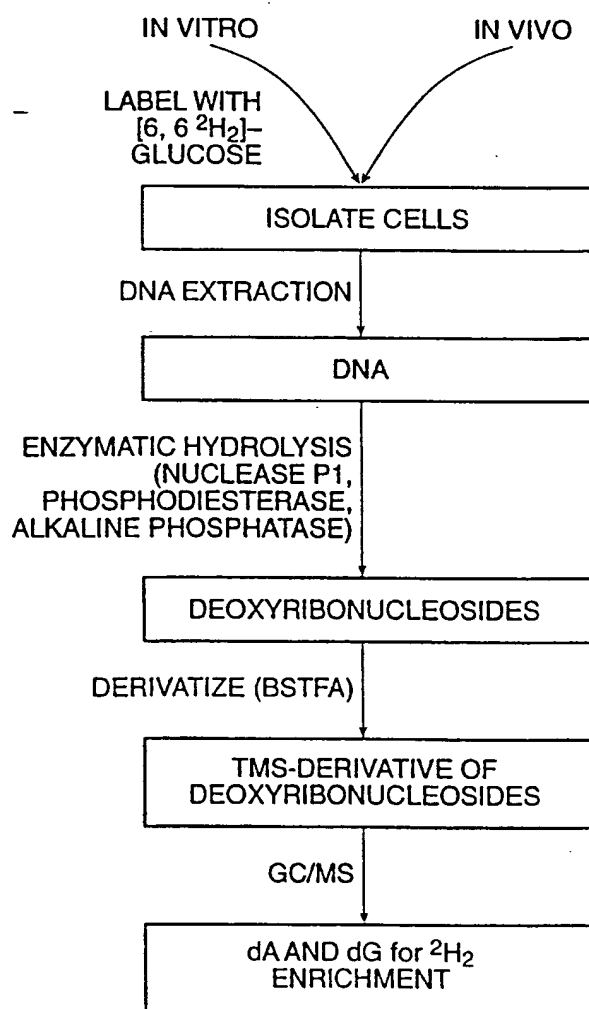 IN VITRO
IN VIVO
LABEL WITH
[6, 6 ²H₂]–
GLUCOSE
ISOLATE CELLS
DNA EXTRACTION
DNA
ENZYMATIC HYDROLYSIS
(NUCLEASE P1,
PHOSPHODIESTERASE,
ALKALINE PHOSPHATASE)
DEOXYRIBONUCLEOSIDES
DERIVATIZE (BSTFA)
TMS-DERIVATIVE OF
DEOXYRIBONUCLEOSIDES
GC/MS
dA AND dG for ²H₂
ENRICHMENT